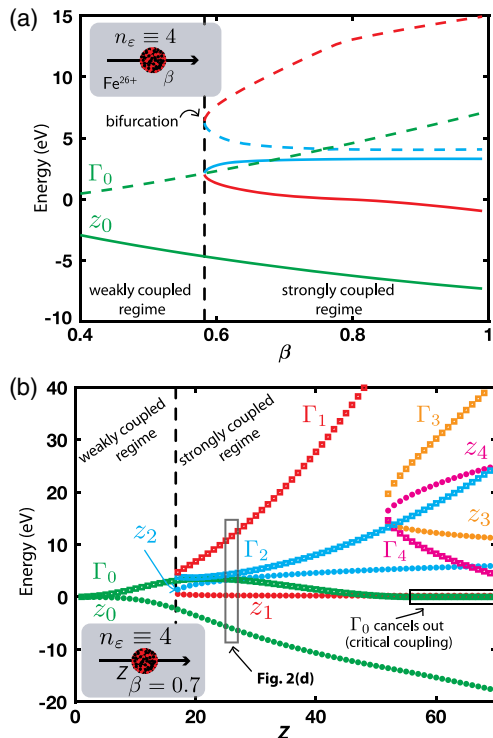 (a)
15
10
5
0
-5
-10
Energy (eV)
n_ε ≡ 4
Fe²⁶⁺
β
bifurcation
Γ₀
z₀
weakly coupled
regime
strongly coupled
regime
0.4
0.6
0.8
1
β
(b)
40
30
20
10
0
-10
-20
Energy (eV)
weakly coupled
regime
strongly coupled
regime
Γ₁
Γ₃
z₄
z₃
Γ₄
z₂
Γ₂
Γ₀
z₀
z₁
Γ₀ cancels out
(critical coupling)
n_ε ≡ 4
Z
β = 0.7
Fig. 2(d)
0
20
40
60
Z